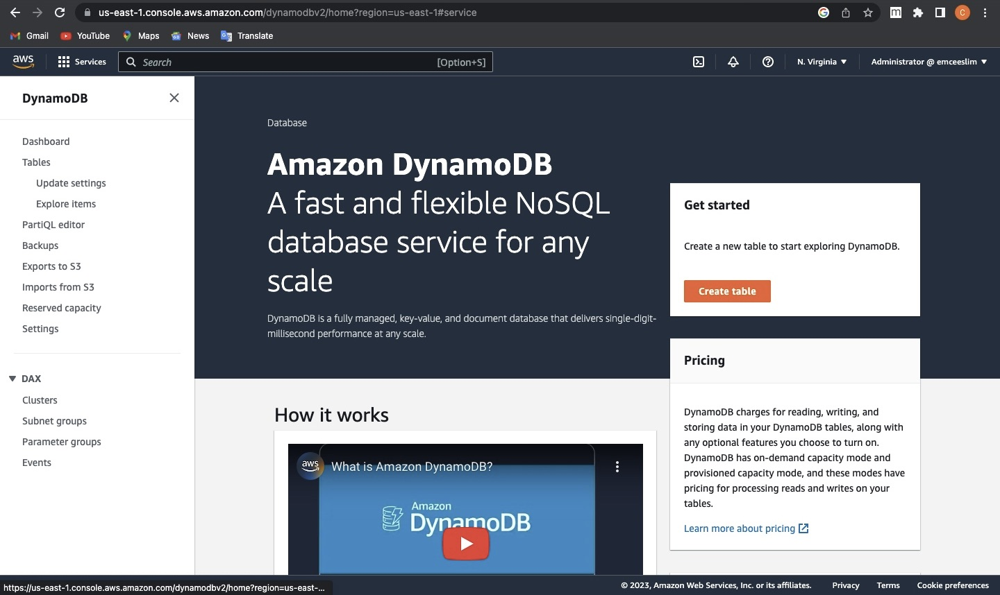 us-east-1.console.aws.amazon.com/dynamodbv2/home?region=us-east-1#service
m
C
Gmail
YouTube
Maps
News
Translate
aws
Services
Search
[Option+S]
N. Virginia
Administrator @ emceeslim
DynamoDB
Dashboard
Tables
Update settings
Explore items
PartiQL editor
Backups
Exports to S3
Imports from S3
Reserved capacity
Settings
DAX
Clusters
Subnet groups
Parameter groups
Events
Database
Amazon DynamoDB
A fast and flexible NoSQL
database service for any
scale
DynamoDB is a fully managed, key-value, and document database that delivers single-digit-
millisecond performance at any scale.
Get started
Create a new table to start exploring DynamoDB.
Create table
Pricing
DynamoDB charges for reading, writing, and
storing data in your DynamoDB tables, along with
any optional features you choose to turn on.
DynamoDB has on-demand capacity mode and
provisioned capacity mode, and these modes have
pricing for processing reads and writes on your
tables.
Learn more about pricing
How it works
aws
What is Amazon DynamoDB?
Amazon
DynamoDB
https://us-east-1.console.aws.amazon.com/dynamodbv2/home?region=us-east-...
© 2023, Amazon Web Services, Inc. or its affiliates.
Privacy
Terms
Cookie preferences